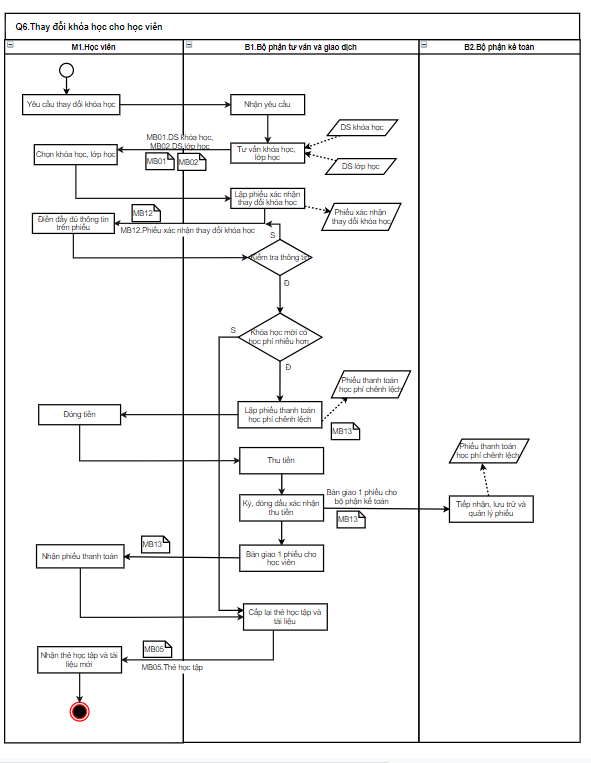 Q6.Thay đổi khóa học cho học viên
M1.Học viên
B1.Bộ phận tư vấn và giao dịch
B2.Bộ phận kế toán
Yêu cầu thay đổi khóa học
Nhận yêu cầu
DS khóa học
MB01.DS khóa học,
MB02.DS lớp học
Tư vấn khóa học,
lớp học
Chọn khóa học, lớp học
MB01
MB02
DS lớp học
Lập phiếu xác nhận
thay đổi khóa học
MB12
Phiếu xác nhận
thay đổi khóa học
Điền đầy đủ thông tin
trên phiếu
MB12.Phiếu xác nhận thay đổi khóa học
S
Kiểm tra thông tin
Đ
S
Khóa học mới có
học phí nhiều hơn
Đ
Phiếu thanh toán
học phí chênh lệch
Đóng tiền
Lập phiếu thanh toán
học phí chênh lệch
MB13
Phiếu thanh toán
học phí chênh lệch
Thu tiền
Bàn giao 1 phiếu cho
bộ phận kế toán
Ký, đóng dấu xác nhận
thu tiền
MB13
Tiếp nhận, lưu trữ và
quản lý phiếu
MB13
Nhận phiếu thanh toán
Bàn giao 1 phiếu cho
học viên
Cấp lại thẻ học tập và
tài liệu
MB05
Nhận thẻ học tập và tài
liệu mới
MB05.Thẻ học tập